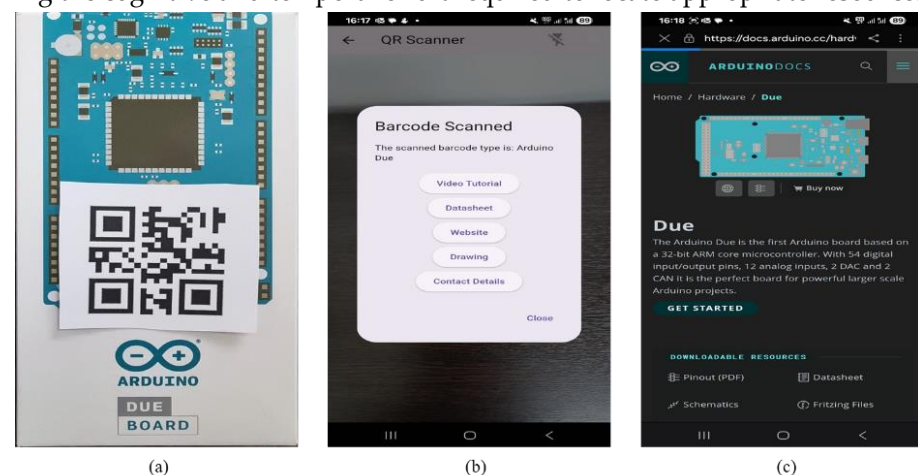 ARDUINO
DUE
BOARD
(a)
16:17
89
QR Scanner
Barcode Scanned
The scanned barcode type is: Arduino
Due
Video Tutorial
Datasheet
Website
Drawing
Contact Details
Close
(b)
16:18
89
https://docs.arduino.cc/hard
ARDUINODOCS
Home / Hardware / Due
Buy now
Due
The Arduino Due is the first Arduino board based on
a 32-bit ARM core microcontroller. With 54 digital
input/output pins, 12 analog inputs, 2 DAC and 2
CAN it is the perfect board for powerful larger scale
Arduino projects.
GET STARTED
DOWNLOADABLE RESOURCES
Pinout (PDF)
Datasheet
Schematics
Fritzing Files
(c)